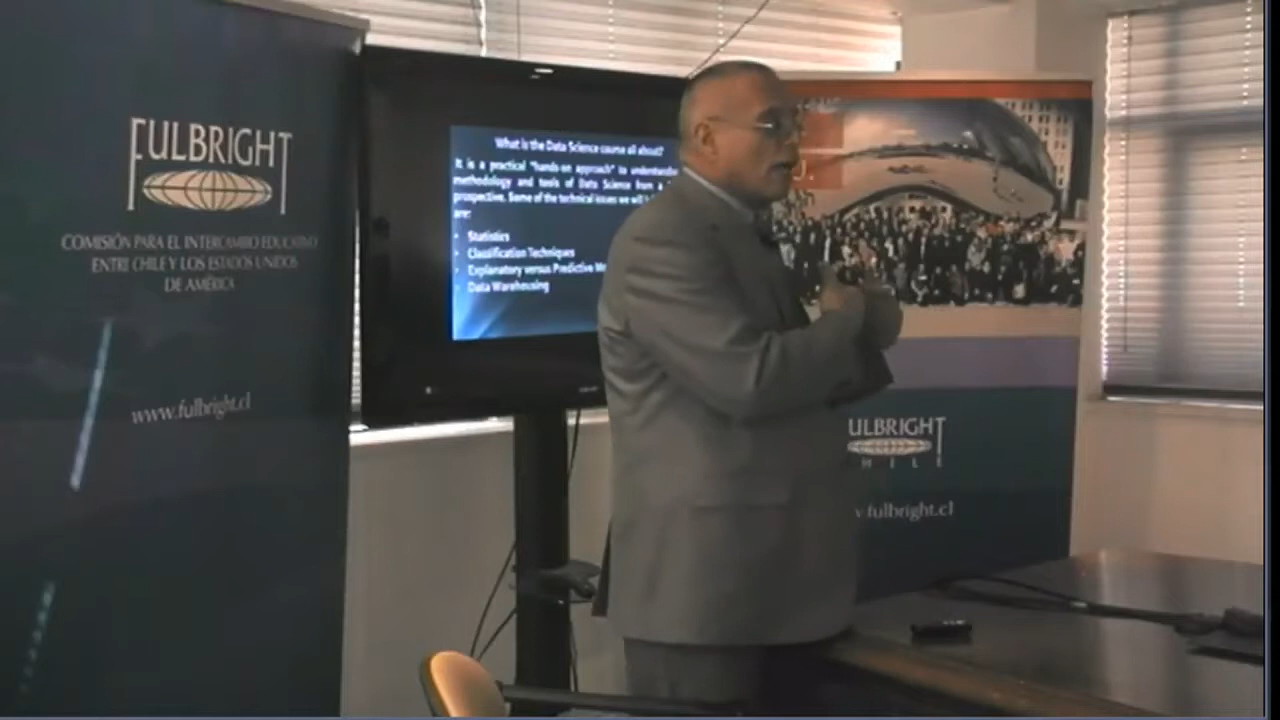 FULBRIGHT
COMISIÓN PARA EL INTERCAMBIO EDUCATIVO
ENTRE CHILE Y LOS ESTADOS UNIDOS
DE AMÉRICA
www.fulbright.cl
What is the Data Science course all about?
It is a practical "hands-on approach" to
methodology and tools of Data Science from a
prospective. Some of the technical issues we will
are:
• Statistics
• Classification Techniques
• Explanatory versus Predictive
• Data Warehousing
ULBRIGHT
H I L E
.fulbright.cl